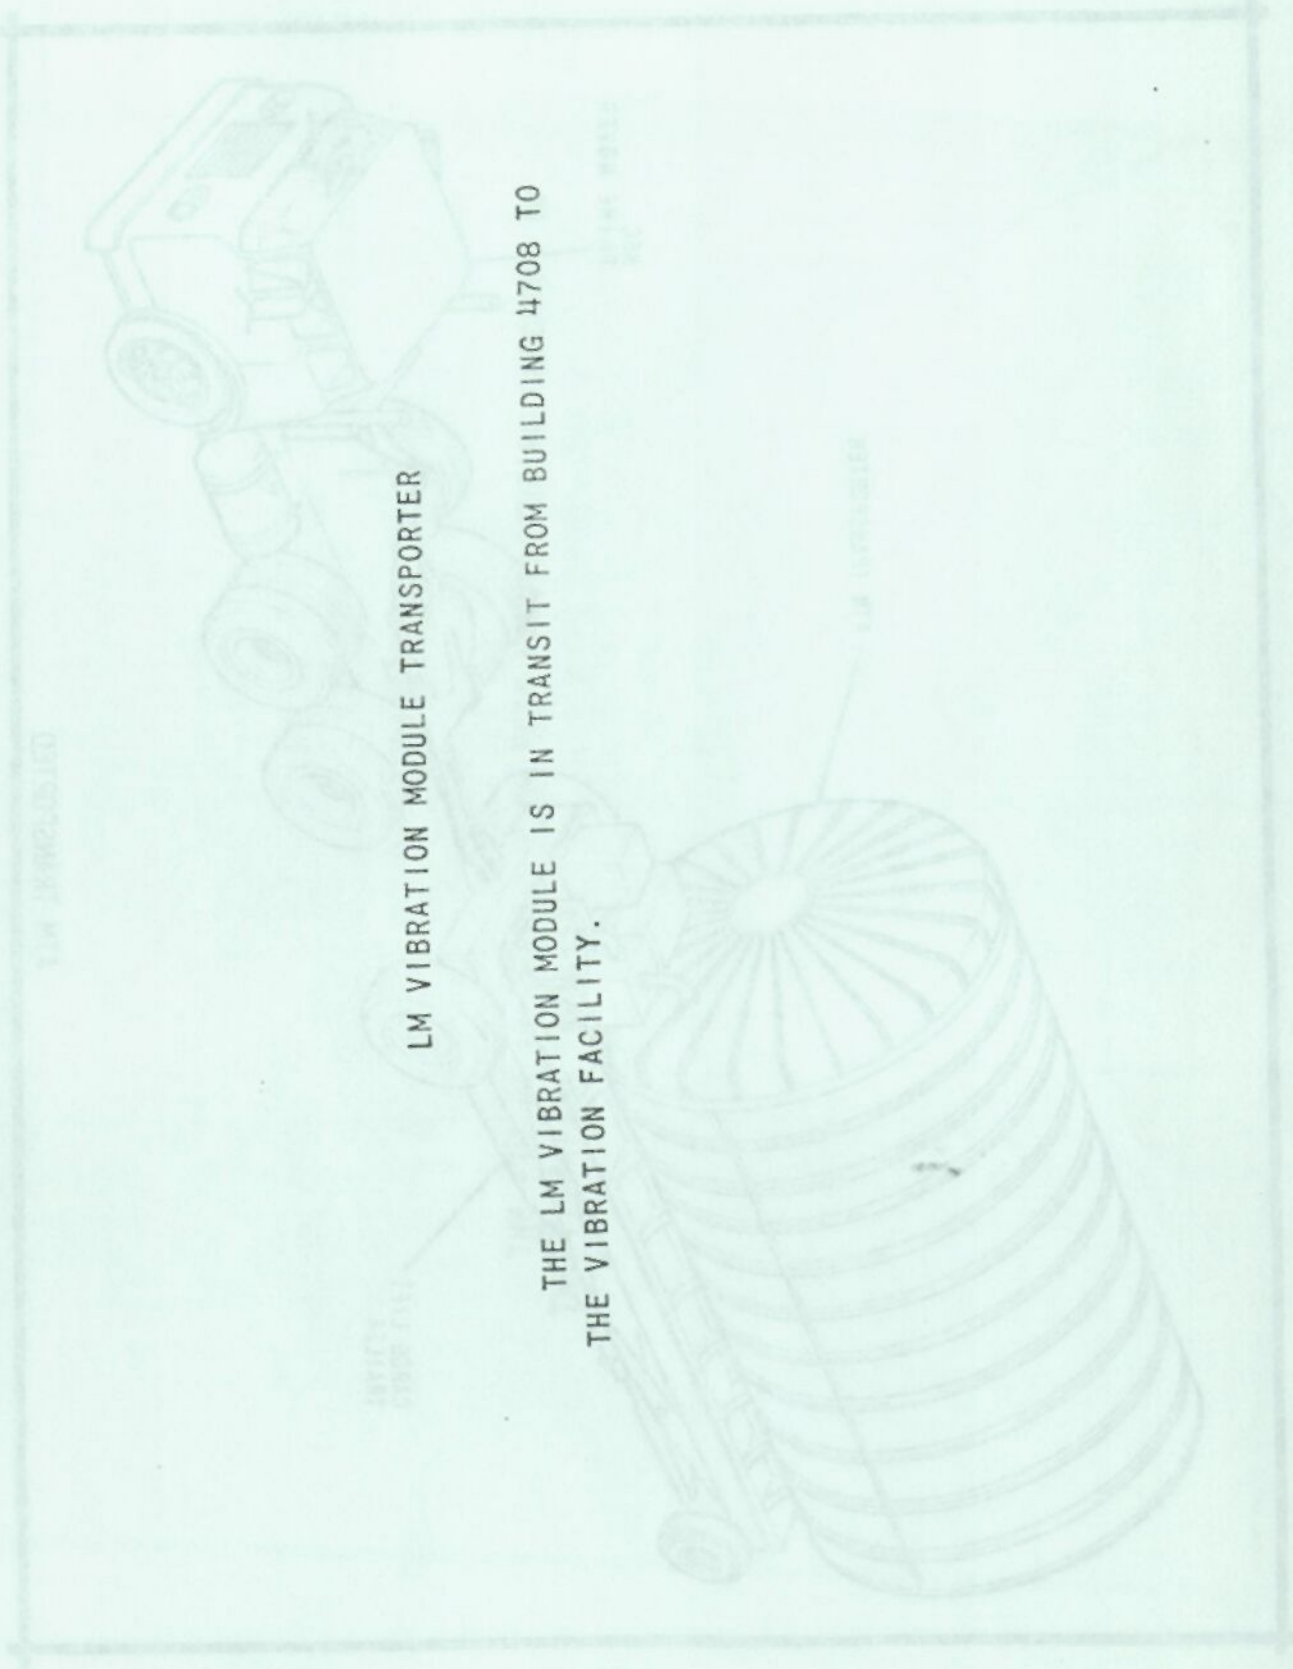 LM VIBRATION MODULE TRANSPORTER
THE LM VIBRATION MODULE IS IN TRANSIT FROM BUILDING 4708 TO
THE VIBRATION FACILITY.